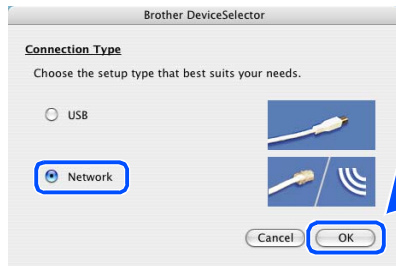 Brother DeviceSelector
Connection Type
Choose the setup type that best suits your needs.
USB
Network
Cancel
OK